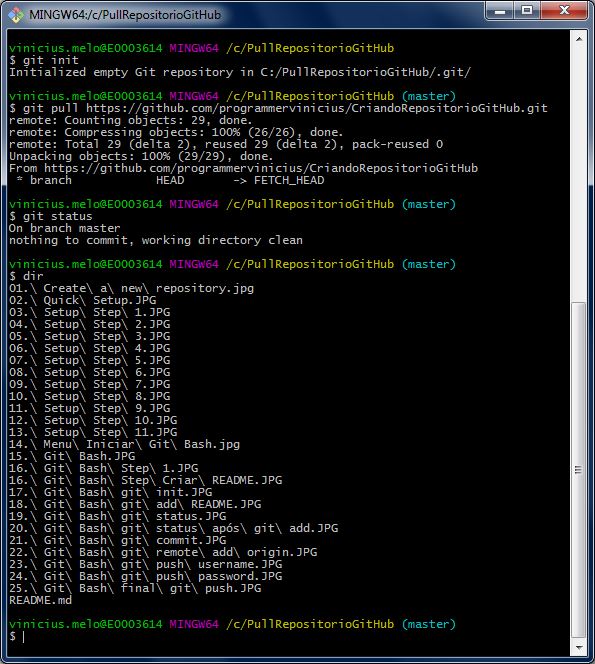 MINGW64:/c/PullRepositorioGitHub
vinicius.melo@E0003614 MINGW64 /c/PullRepositorioGitHub
$ git init
Initialized empty Git repository in C:/PullRepositorioGitHub/.git/
vinicius.melo@E0003614 MINGW64 /c/PullRepositorioGitHub (master)
$ git pull https://github.com/programmervinicius/CriandoRepositorioGitHub.git
remote: Counting objects: 29, done.
remote: Compressing objects: 100% (26/26), done.
remote: Total 29 (delta 2), reused 29 (delta 2), pack-reused 0
Unpacking objects: 100% (29/29), done.
From https://github.com/programmervinicius/CriandoRepositorioGitHub
 * branch            HEAD       -> FETCH_HEAD
vinicius.melo@E0003614 MINGW64 /c/PullRepositorioGitHub (master)
$ git status
On branch master
nothing to commit, working directory clean
vinicius.melo@E0003614 MINGW64 /c/PullRepositorioGitHub (master)
$ dir
01.\ Create\ a\ new\ repository.jpg
02.\ Quick\ Setup.JPG
03.\ Setup\ Step\ 1.JPG
04.\ Setup\ Step\ 2.JPG
05.\ Setup\ Step\ 3.JPG
06.\ Setup\ Step\ 4.JPG
07.\ Setup\ Step\ 5.JPG
08.\ Setup\ Step\ 6.JPG
09.\ Setup\ Step\ 7.JPG
10.\ Setup\ Step\ 8.JPG
11.\ Setup\ Step\ 9.JPG
12.\ Setup\ Step\ 10.JPG
13.\ Setup\ Step\ 11.JPG
14.\ Menu\ Iniciar\ Git\ Bash.jpg
15.\ Git\ Bash.JPG
16.\ Git\ Bash\ Step\ 1.JPG
16.\ Git\ Bash\ Step\ Criar\ README.JPG
17.\ Git\ Bash\ git\ init.JPG
18.\ Git\ Bash\ git\ add\ README.JPG
19.\ Git\ Bash\ git\ status.JPG
20.\ Git\ Bash\ git\ status\ após\ git\ add.JPG
21.\ Git\ Bash\ git\ commit.JPG
22.\ Git\ Bash\ git\ remote\ add\ origin.JPG
23.\ Git\ Bash\ git\ push\ username.JPG
24.\ Git\ Bash\ git\ push\ password.JPG
25.\ Git\ Bash\ final\ git\ push.JPG
README.md
vinicius.melo@E0003614 MINGW64 /c/PullRepositorioGitHub (master)
$